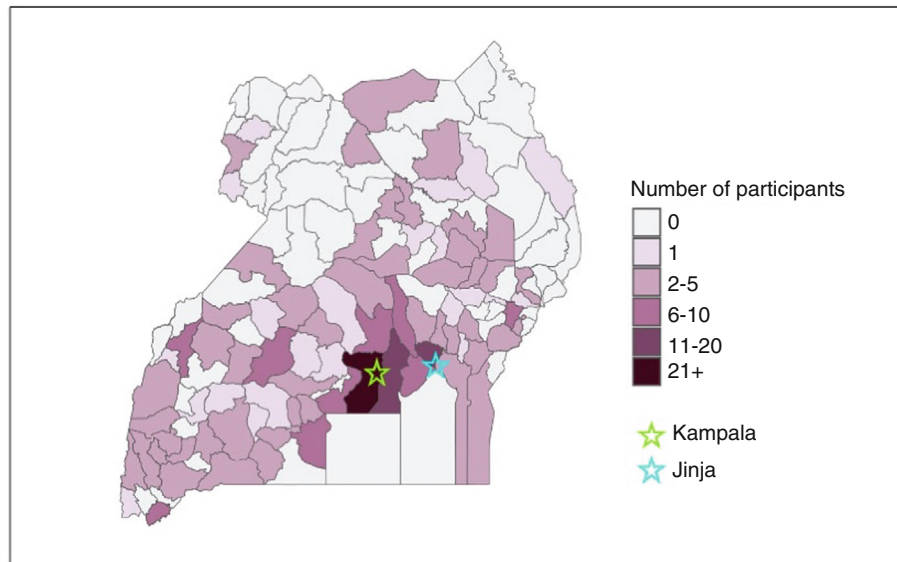 Number of participants
0
1
2-5
6-10
11-20
21+
Kampala
Jinja